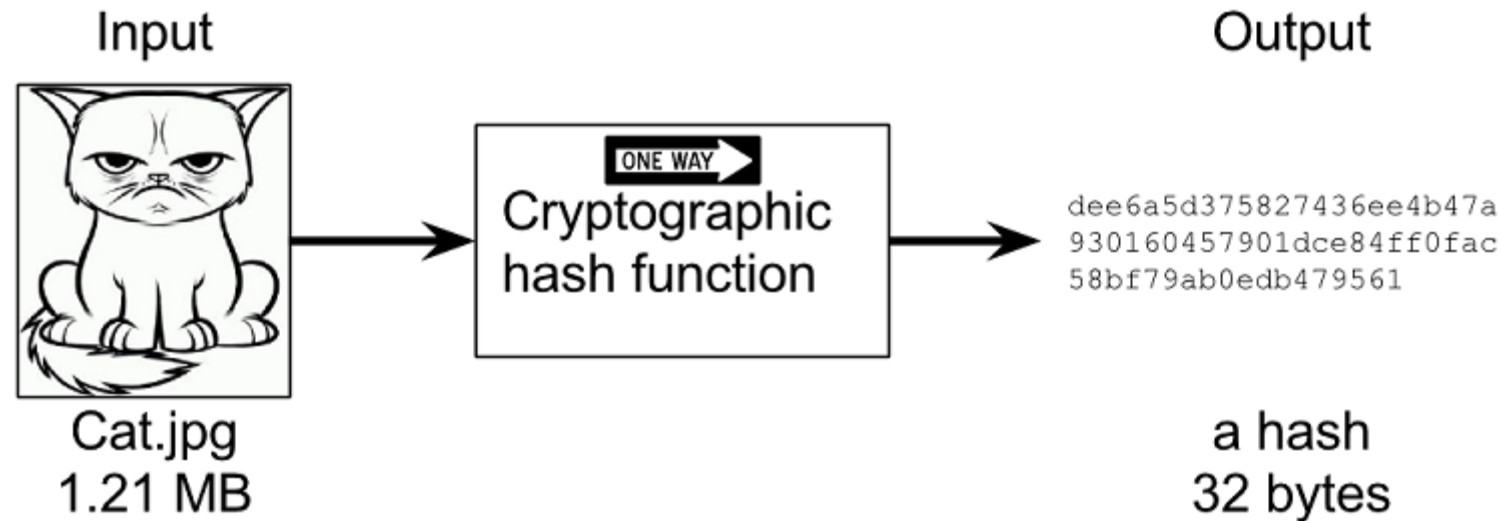 Input
Output
ONE WAY
Cryptographic
hash function
dee6a5d375827436ee4b47a
930160457901dce84ff0fac
58bf79ab0edb479561
Cat.jpg
1.21 MB
a hash
32 bytes